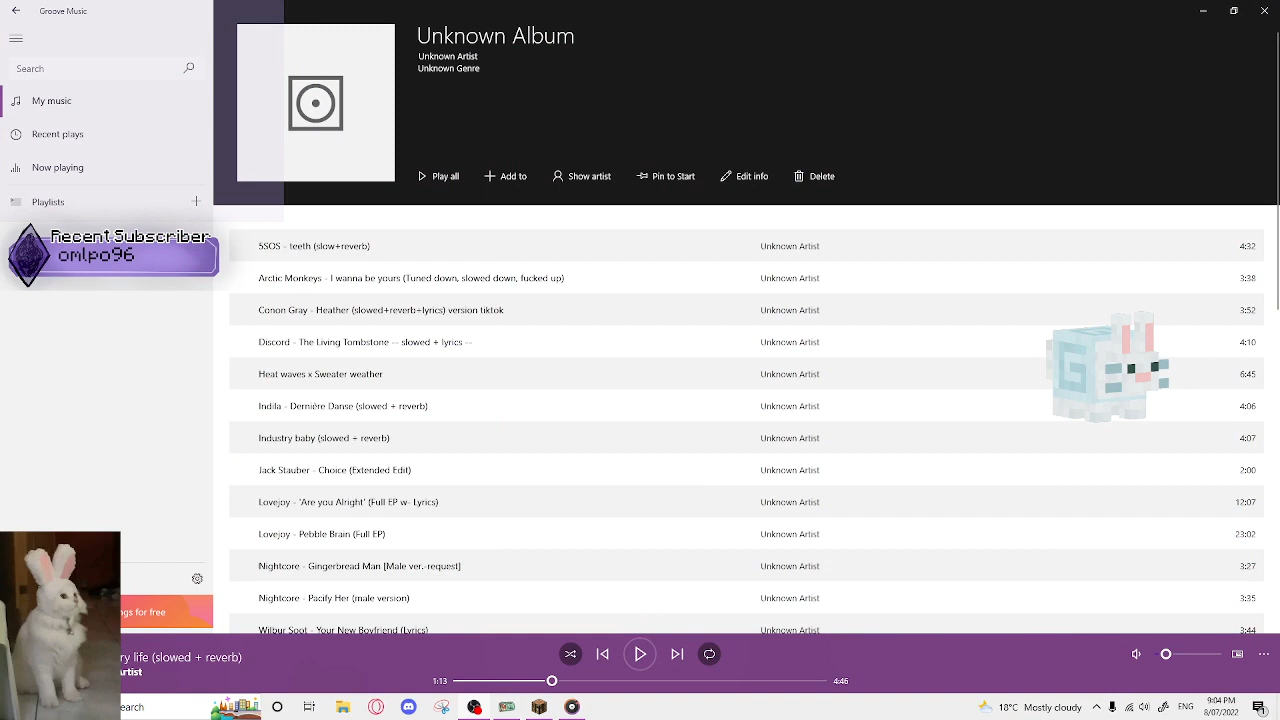 Groove Music
Search
My music
Recent plays
Now playing
Playlists
Recent Subscriber
omlpo96
Unknown Album
Unknown Artist
Unknown Genre
Play all
Add to
Show artist
Pin to Start
Edit info
Delete
5SOS - teeth (slow+reverb) Unknown Artist 4:32
Arctic Monkeys - I wanna be yours (Tuned down, slowed down, fucked up) Unknown Artist 3:38
Conon Gray - Heather (slowed+reverb+lyrics) version tiktok Unknown Artist 3:52
Discord - The Living Tombstone -- slowed + lyrics -- Unknown Artist 4:10
Heat waves x Sweater weather Unknown Artist 6:45
Indila - Dernière Danse (slowed + reverb) Unknown Artist 4:06
Industry baby (slowed + reverb) Unknown Artist 4:07
Jack Stauber - Choice (Extended Edit) Unknown Artist 2:00
Lovejoy - 'Are you Alright' (Full EP w- Lyrics) Unknown Artist 12:07
Lovejoy - Pebble Brain (Full EP) Unknown Artist 23:02
Nightcore - Gingerbread Man [Male ver.-request] Unknown Artist 3:27
Nightcore - Pacify Her (male version) Unknown Artist 3:35
Wilbur Soot - Your New Boyfriend (Lyrics) Unknown Artist 3:44
ngs for free
ry life (slowed + reverb)
Artist
1:13
4:46
earch
18°C Mostly cloudy
ENG
9:04 PM
8/07/2022